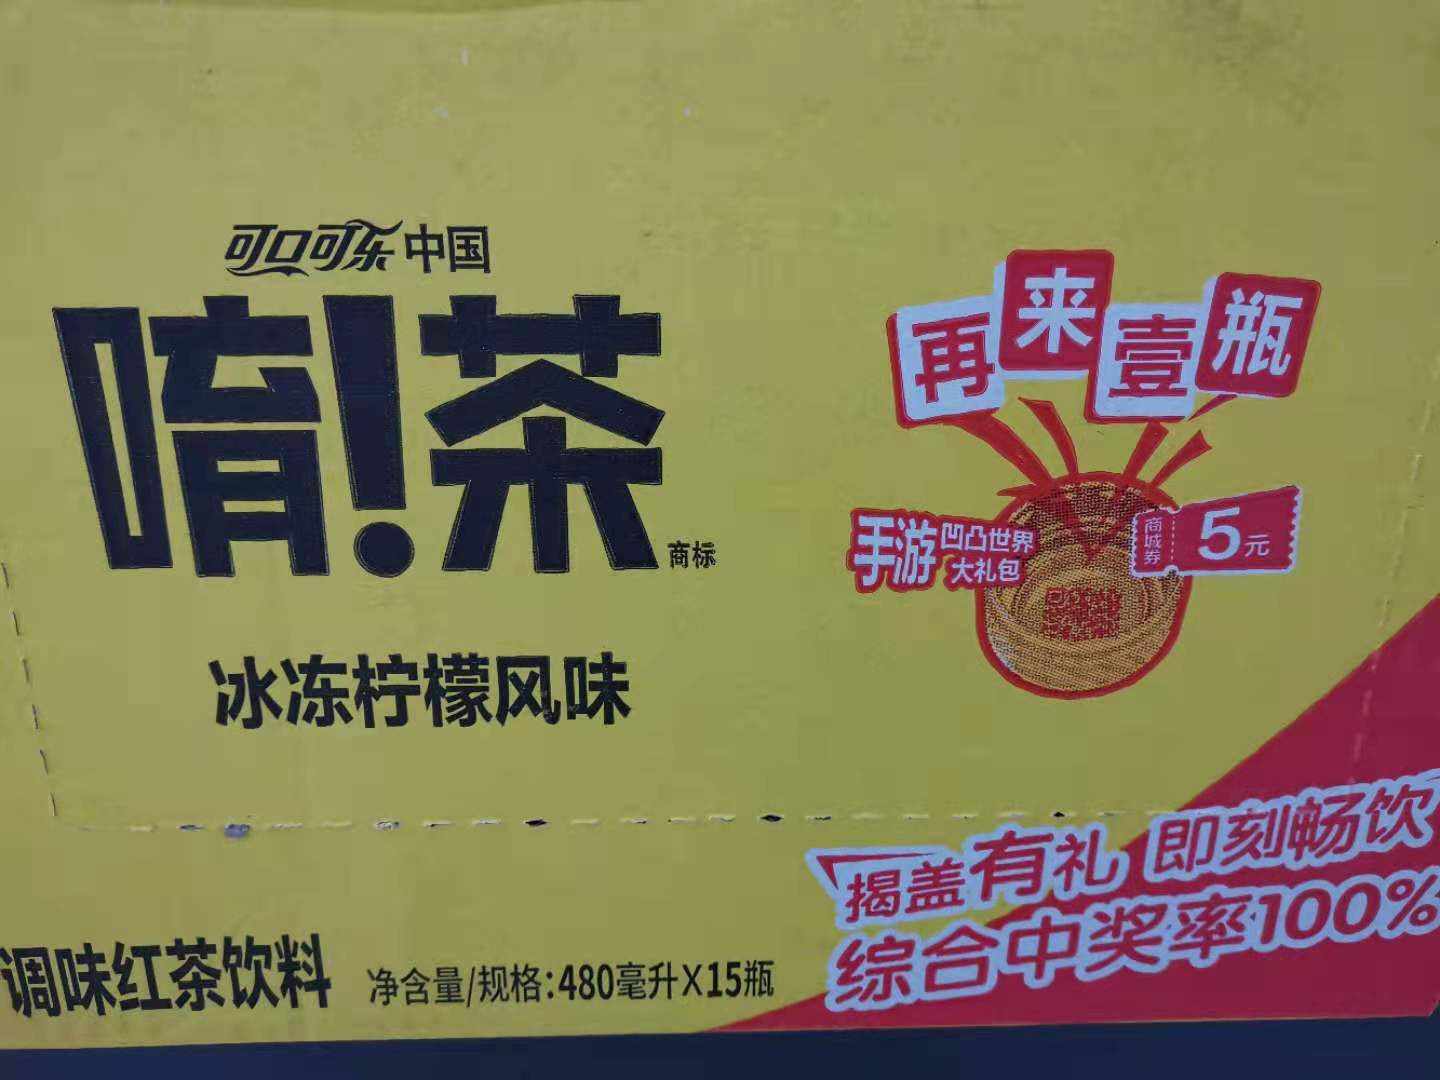 可口可乐中国
唷!茶
商标
冰冻柠檬风味
再来壹瓶
手游
凹凸世界
大礼包
商城券
5元
揭盖有礼 即刻畅饮
综合中奖率100%
调味红茶饮料
净含量/规格:480毫升X15瓶